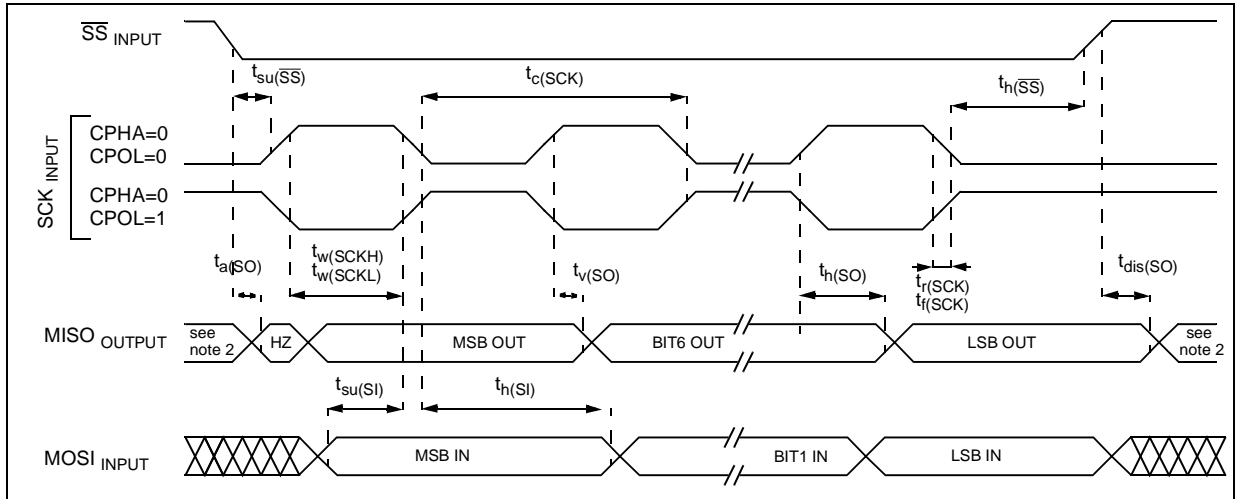 SS INPUT
tsu(SS)
tc(SCK)
th(SS)
SCK INPUT
CPHA=0
CPOL=0
CPHA=0
CPOL=1
ta(SO)
tw(SCKH)
tw(SCKL)
tv(SO)
th(SO)
tr(SCK)
tf(SCK)
tdis(SO)
MISO OUTPUT
see
note 2
HZ
MSB OUT
BIT6 OUT
LSB OUT
see
note 2
tsu(SI)
th(SI)
MOSI INPUT
MSB IN
BIT1 IN
LSB IN